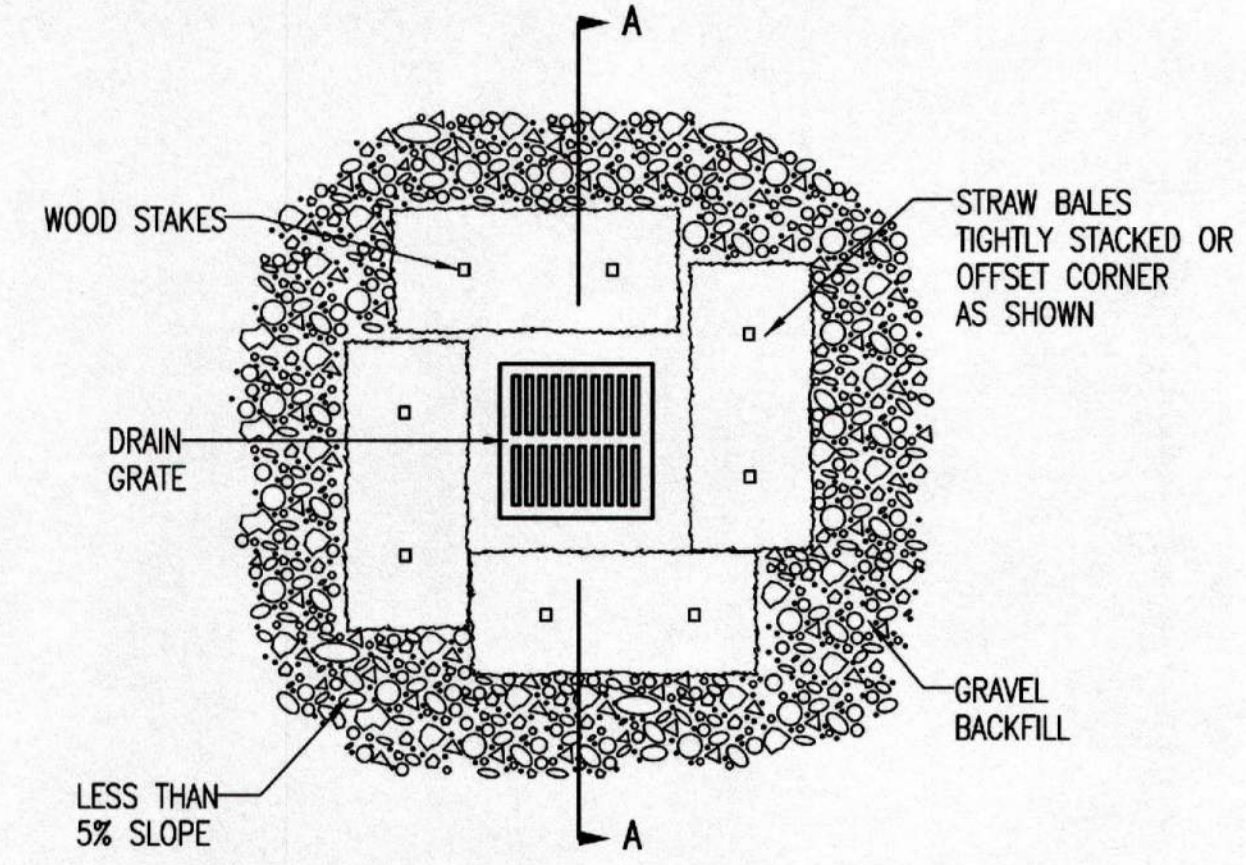 A
WOOD STAKES
STRAW BALES
TIGHTLY STACKED OR
OFFSET CORNER
AS SHOWN
DRAIN
GRATE
GRAVEL
BACKFILL
LESS THAN
5% SLOPE
A